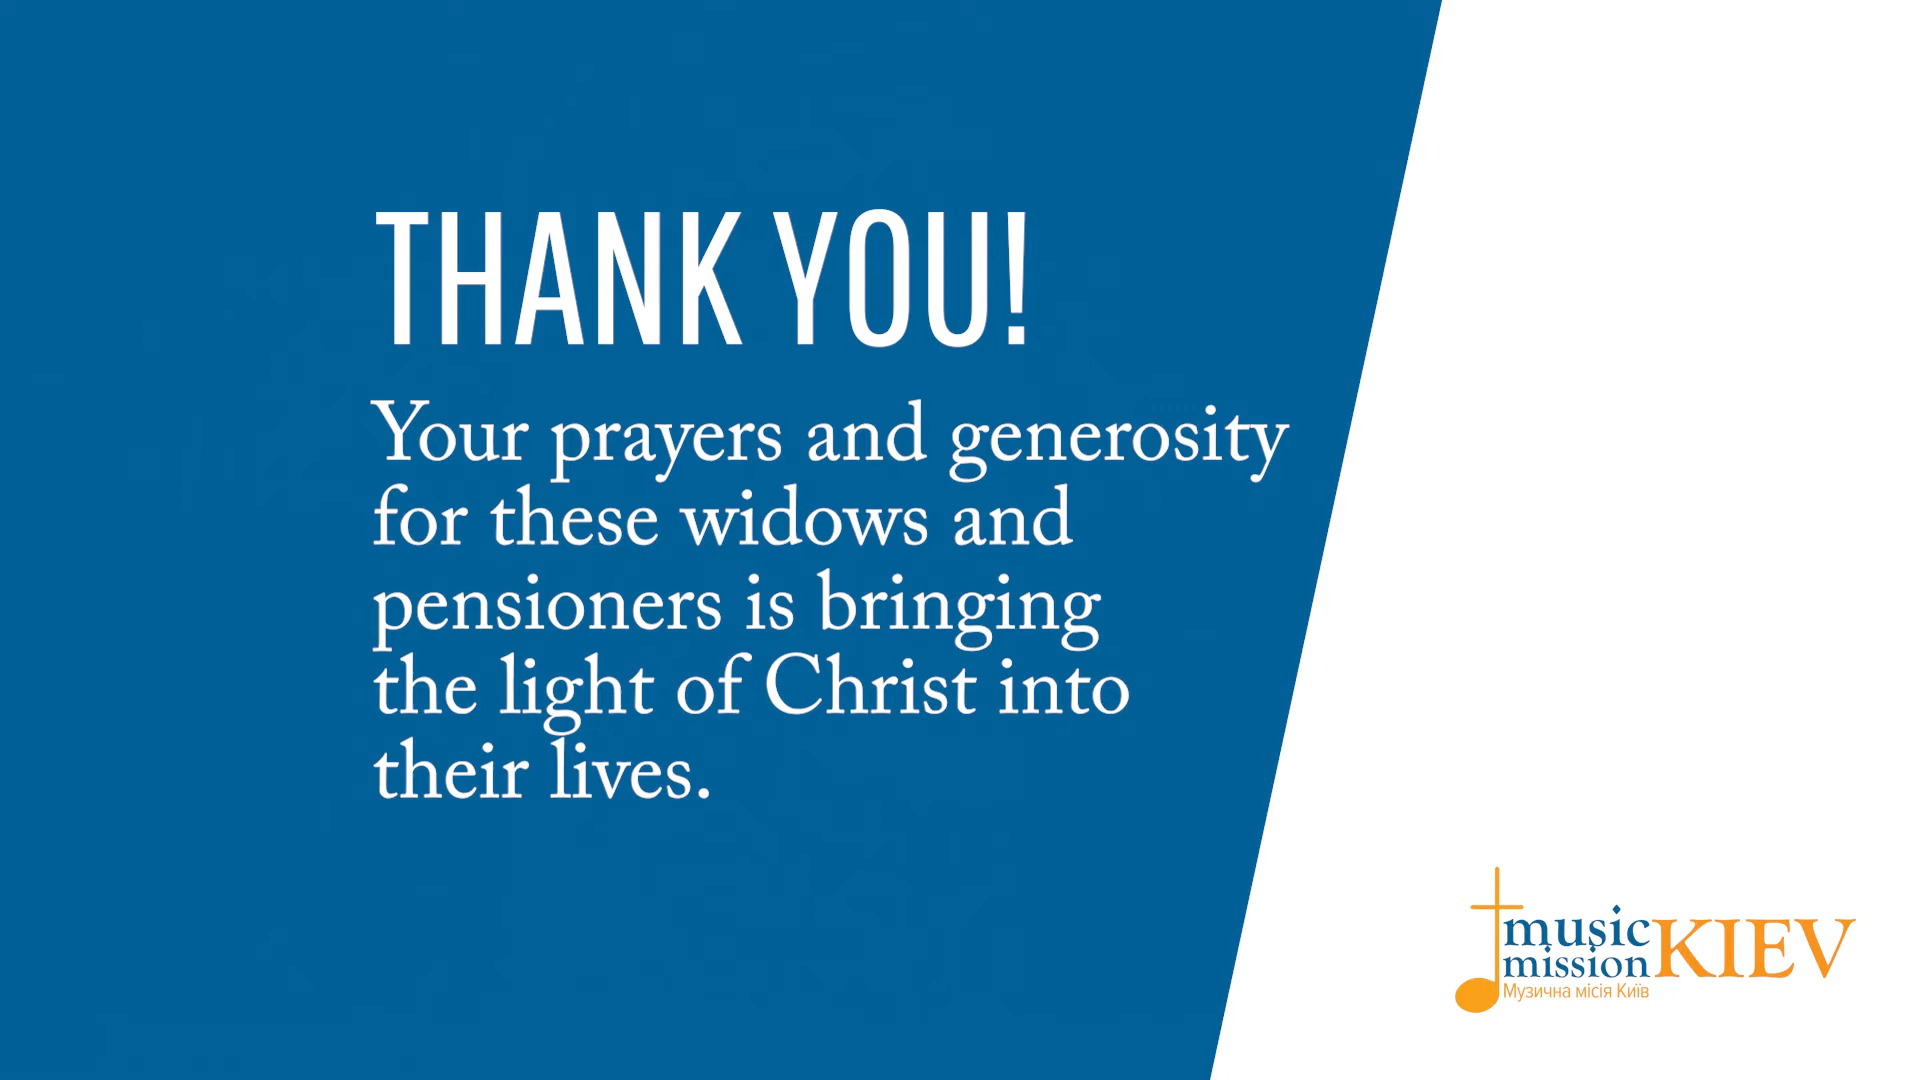 THANK YOU!
Your prayers and generosity
for these widows and
pensioners is bringing
the light of Christ into
their lives.
music
mission KIEV
Музична місія Київ